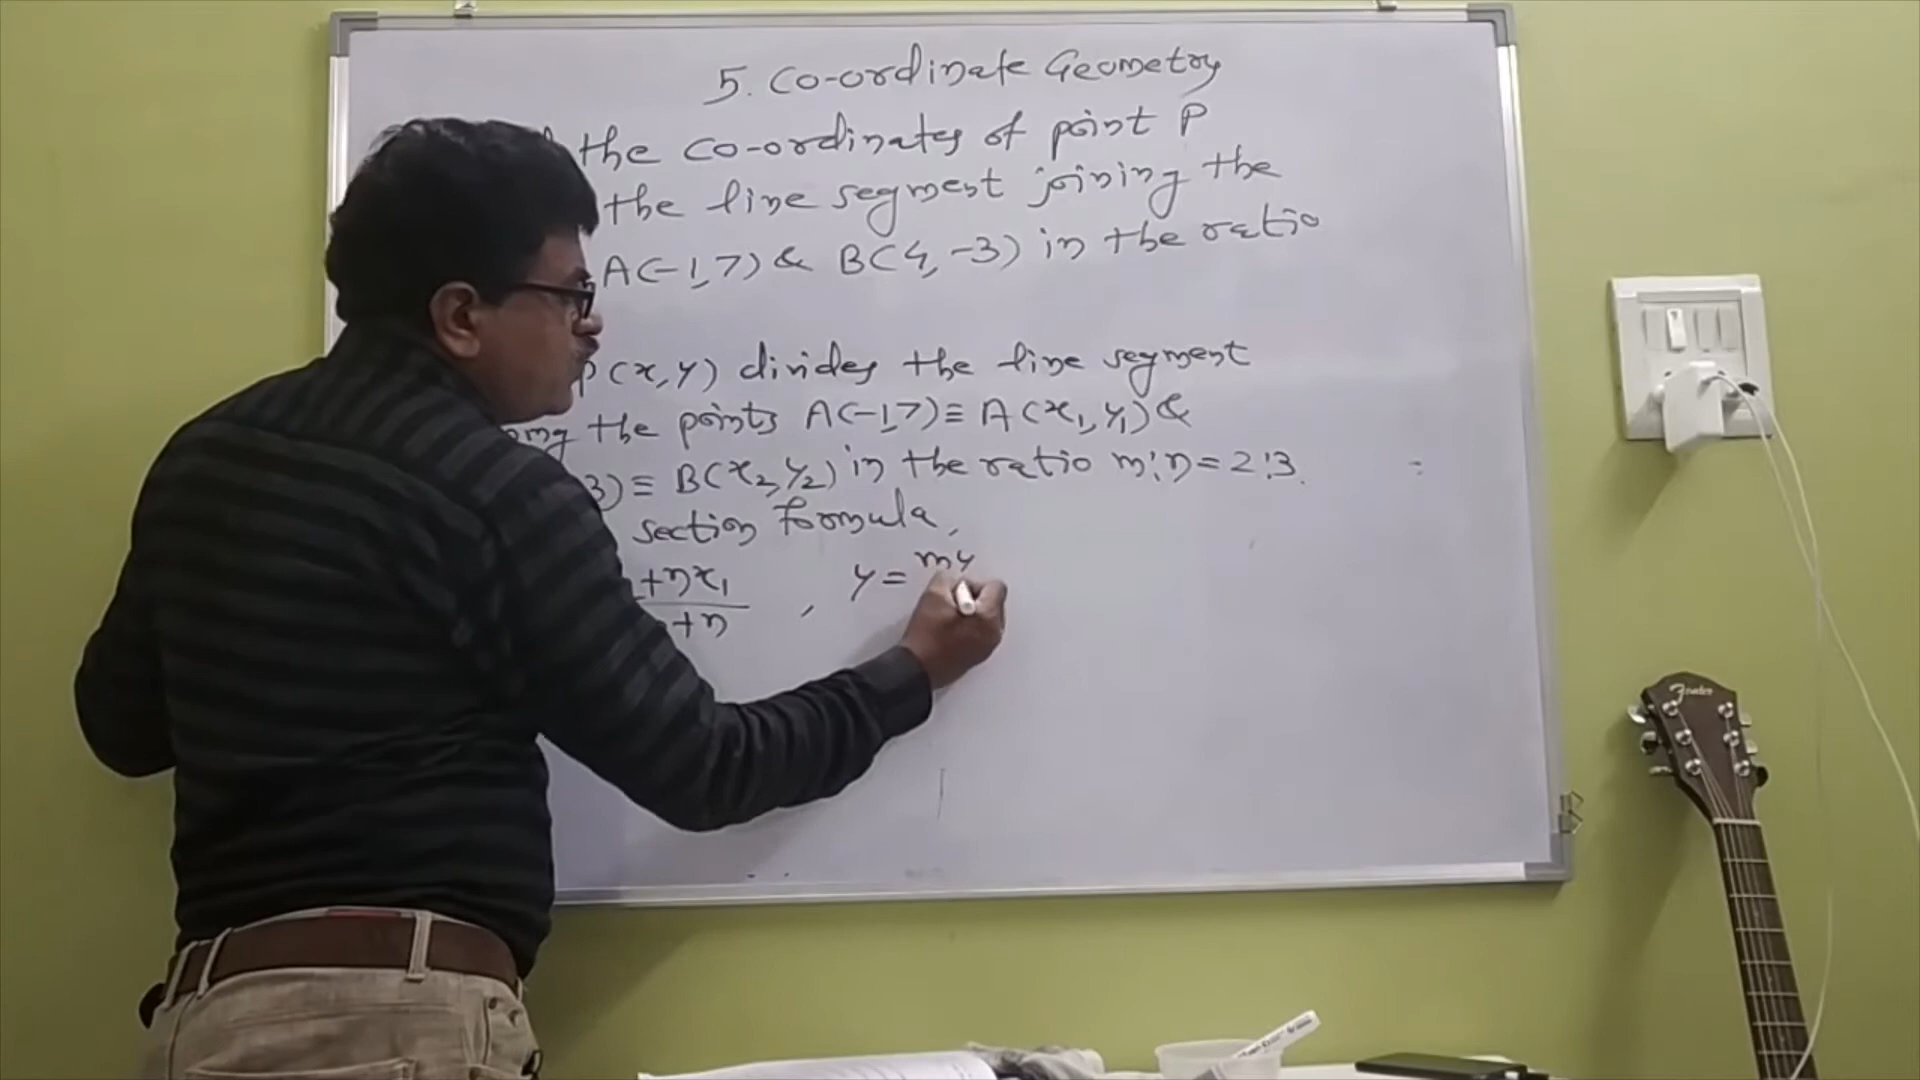 5. Co-ordinate Geometry
the co-ordinates of point P
the line segment joining the
A(-1,7) & B(4,-3) in the ratio
P(x,y) divides the line segment
the points A(-1,7)≡A(x₁,y₁) &
3)≡B(x₂,y₂) in the ratio m:n=2:3.
section formula,
+nx₁ , y = my
+n
Fender